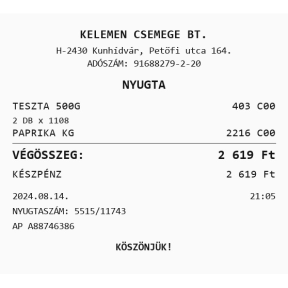 KELEMEN CSEMEGE BT.
H-2430 Kunhídvár, Petőfi utca 164.
ADÓSZÁM: 91688279-2-20
NYUGTA
TESZTA 500G 403 C00
2 DB x 1108
PAPRIKA KG 2216 C00
VÉGÖSSZEG: 2 619 Ft
KÉSZPÉNZ 2 619 Ft
2024.08.14. 21:05
NYUGTASZÁM: 5515/11743
AP A88746386
KÖSZÖNJÜK!